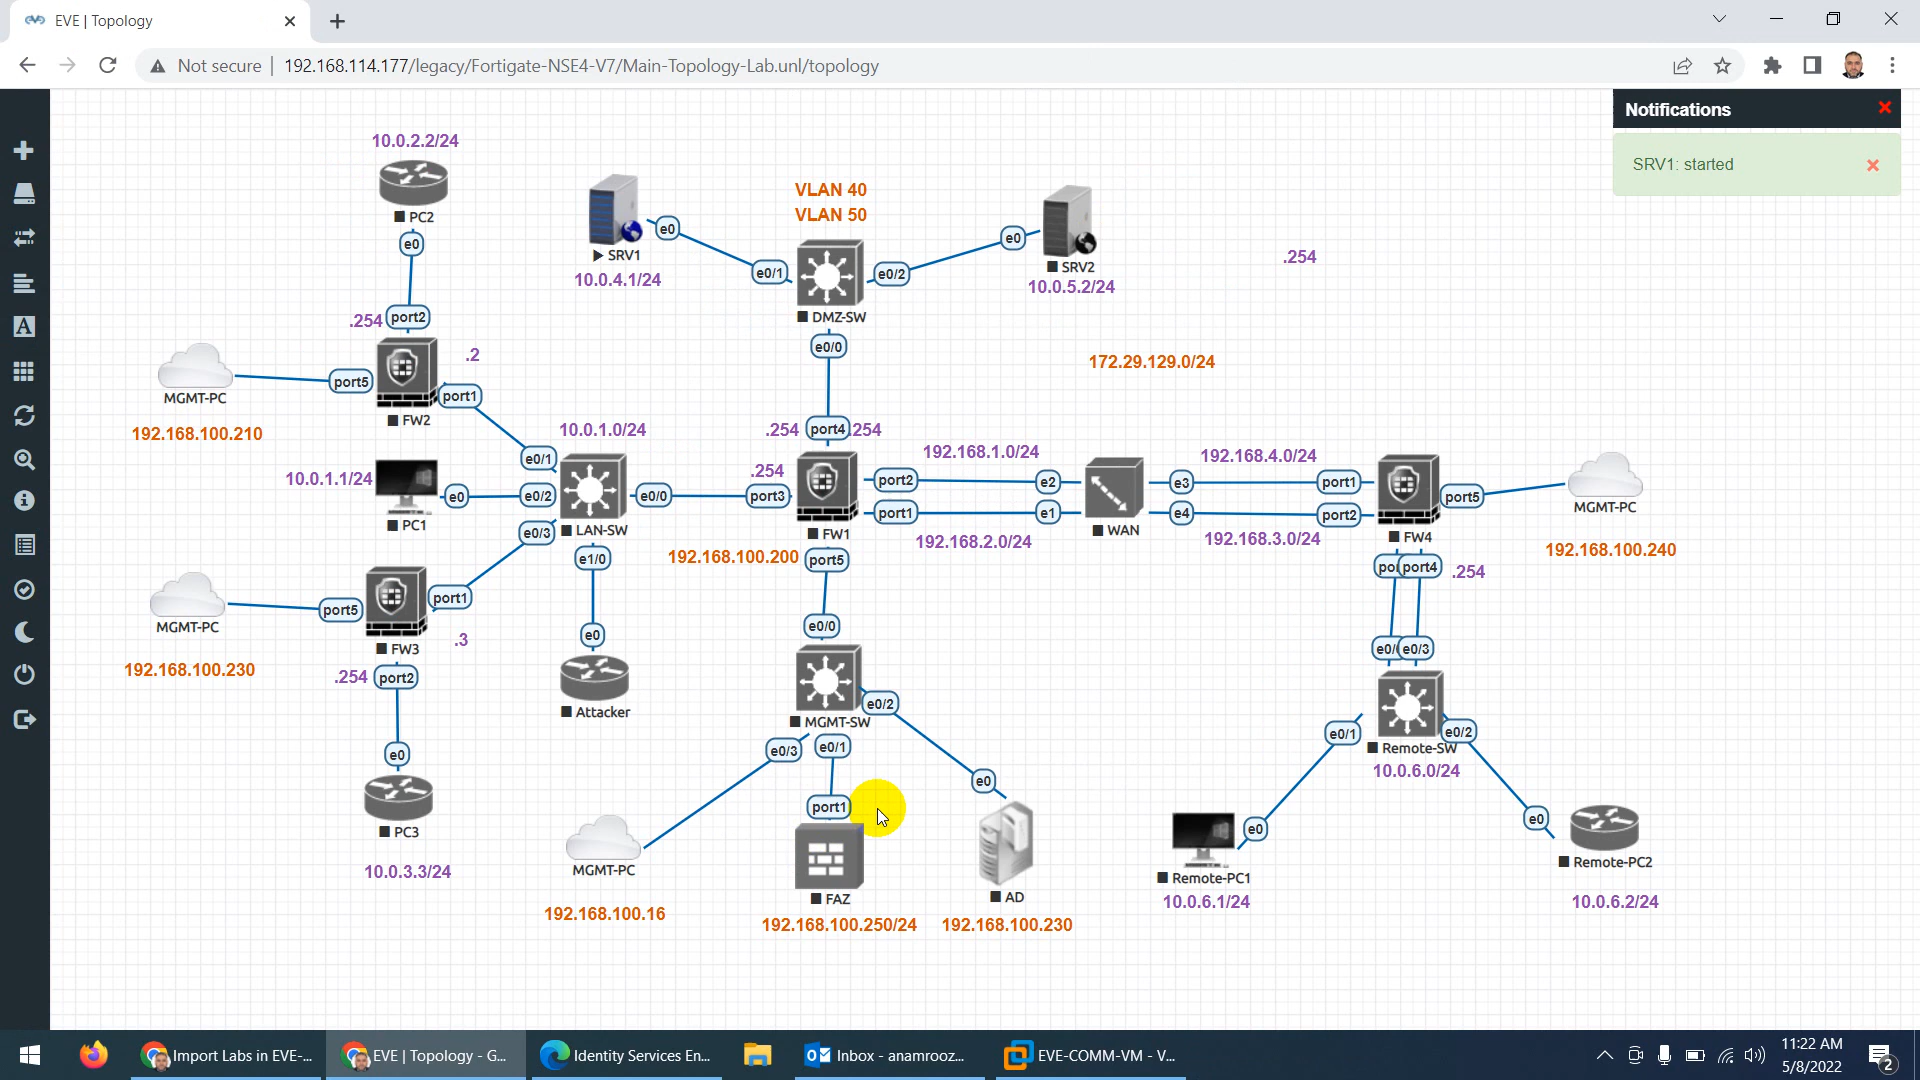 EVE | Topology
Not secure | 192.168.114.177/legacy/Fortigate-NSE4-V7/Main-Topology-Lab.unl/topology
Notifications
SRV1: started
10.0.2.2/24
PC2
e0
port2
.254
FW2
.2
port5
port1
MGMT-PC
192.168.100.210
SRV1
10.0.4.1/24
e0
VLAN 40
VLAN 50
e0/1
e0/2
DMZ-SW
e0/0
e0
SRV2
10.0.5.2/24
.254
172.29.129.0/24
.254
port4
.254
10.0.1.0/24
e0/1
10.0.1.1/24
PC1
e0
e0/2
e0/3
LAN-SW
e0/0
e1/0
.254
port3
FW1
192.168.100.200
port5
port2
port1
192.168.1.0/24
192.168.2.0/24
e2
e1
WAN
e3
e4
192.168.4.0/24
192.168.3.0/24
port1
port2
FW4
port5
MGMT-PC
192.168.100.240
port4
.254
MGMT-PC
192.168.100.230
port5
FW3
port1
.3
.254
port2
e0
PC3
10.0.3.3/24
e0
Attacker
e0/0
MGMT-SW
e0/2
e0/3
e0/1
port1
FAZ
192.168.100.250/24
MGMT-PC
192.168.100.16
e0
AD
192.168.100.230
e0/3
e0/1
e0/2
Remote-SW
10.0.6.0/24
e0
Remote-PC1
10.0.6.1/24
e0
Remote-PC2
10.0.6.2/24
Import Labs in EVE-...
EVE | Topology - G...
Identity Services En...
Inbox - anamrooz...
EVE-COMM-VM - V...
11:22 AM
5/8/2022
2